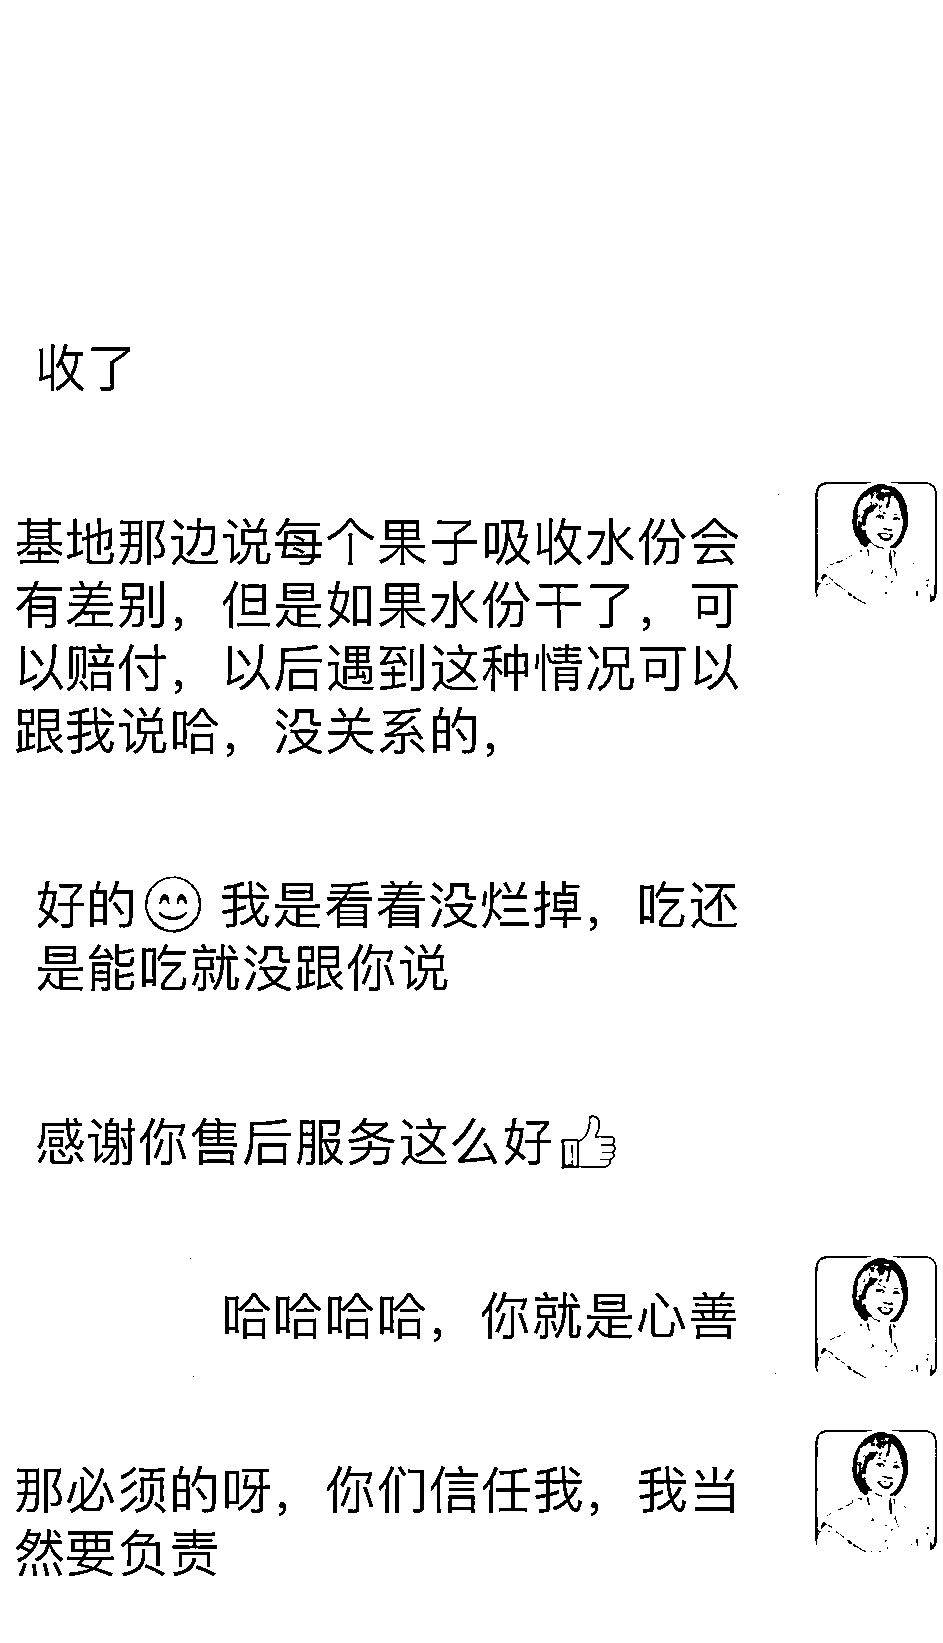 收了
基地那边说每个果子吸收水份会
有差别，但是如果水份干了，可
以赔付，以后遇到这种情况可以
跟我说哈，没关系的，
好的😊 我是看着没烂掉，吃还
是能吃就没跟你说
感谢你售后服务这么好👍
哈哈哈哈，你就是心善
那必须的呀，你们信任我，我当
然要负责